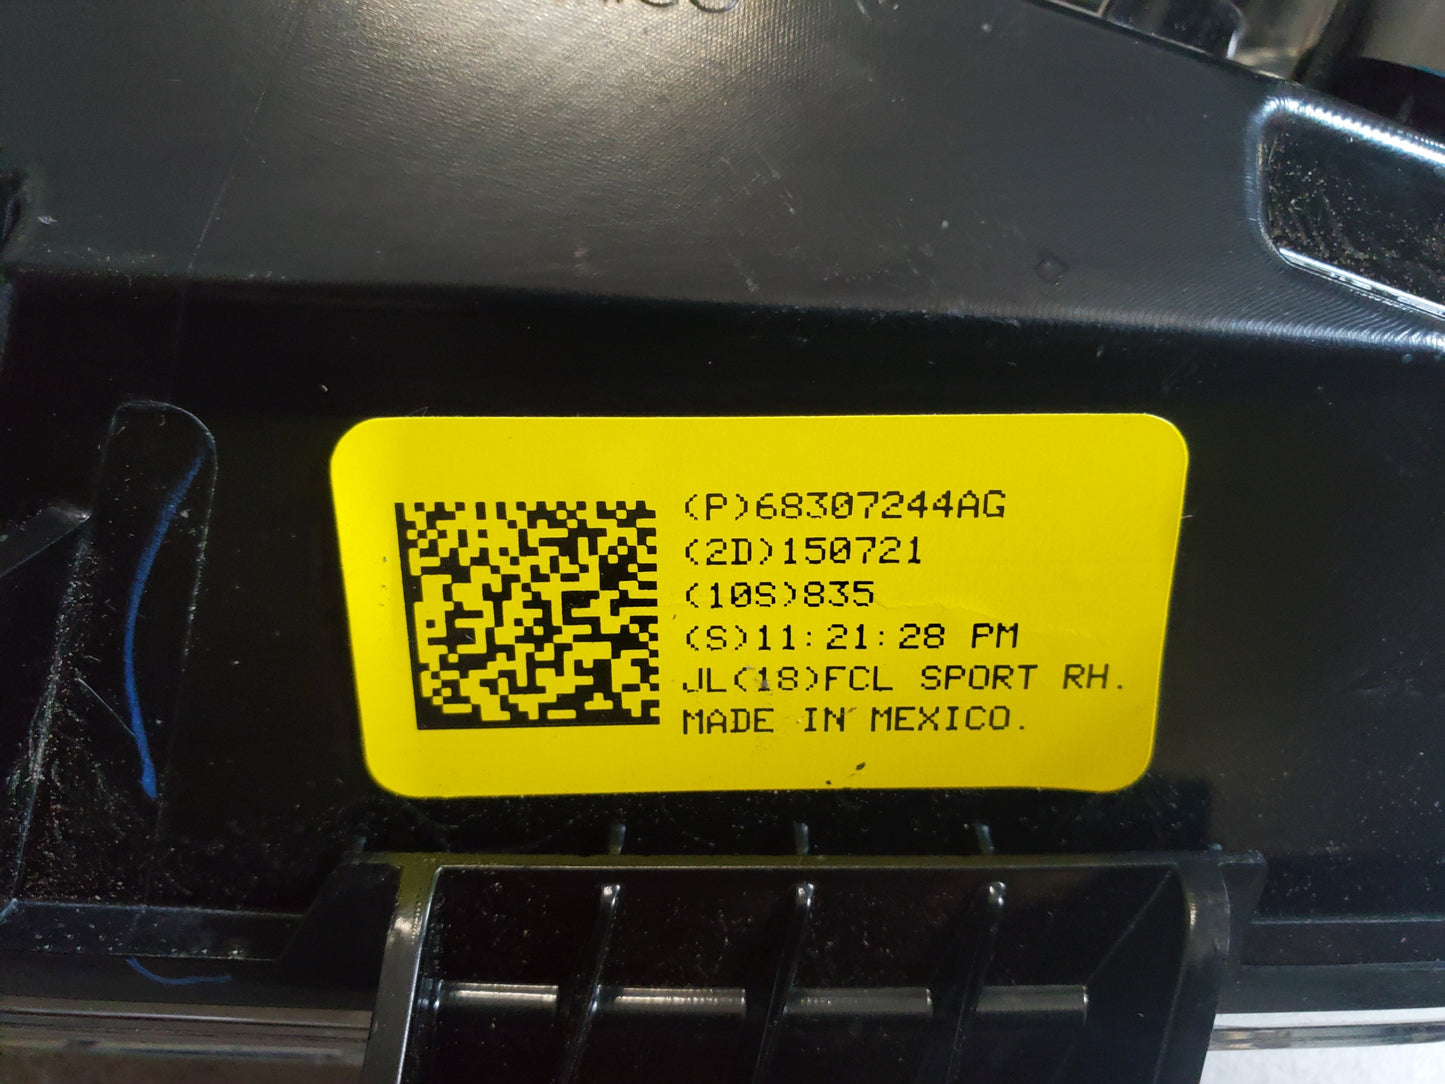 (P)68307244AG
(2D)150721
(10S)835
(S)11:21:28 PM
JL(18)FCL SPORT RH.
MADE IN MEXICO.